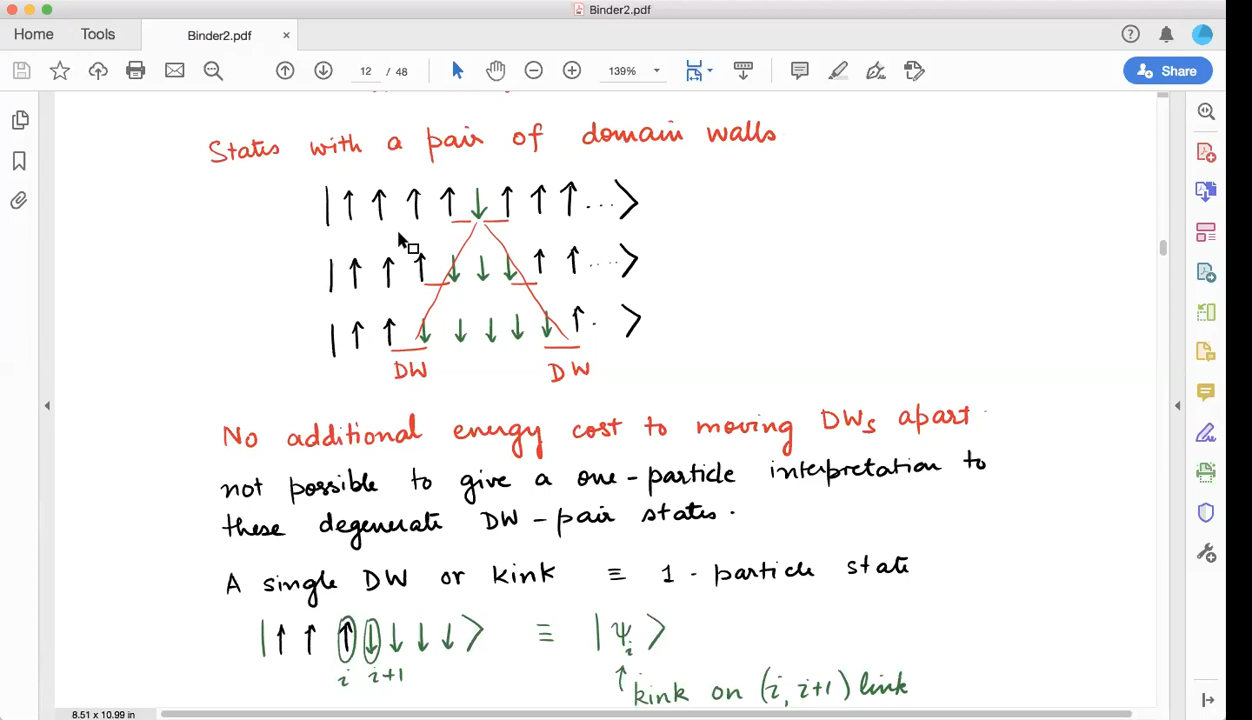 Binder2.pdf
Home Tools Binder2.pdf ×
12 / 48 139% Share
States with a pair of domain walls
|↑ ↑ ↑ ↑ ↓ ↑ ↑ ↑ ...⟩
|↑ ↑ ↑ ↓ ↓ ↓ ↑ ↑ ....⟩
|↑ ↑ ↓ ↓ ↓ ↓ ↓ ↑ . ⟩
DW DW
No additional energy cost to moving DWs apart
not possible to give a one-particle interpretation to
these degenerate DW-pair states.
A single DW or kink ≡ 1-particle state
|↑ ↑ ↑ ↓ ↓ ↓ ↓⟩ ≡ |ψi⟩
i i+1
↑ kink on (i, i+1) link
8.51 x 10.99 in